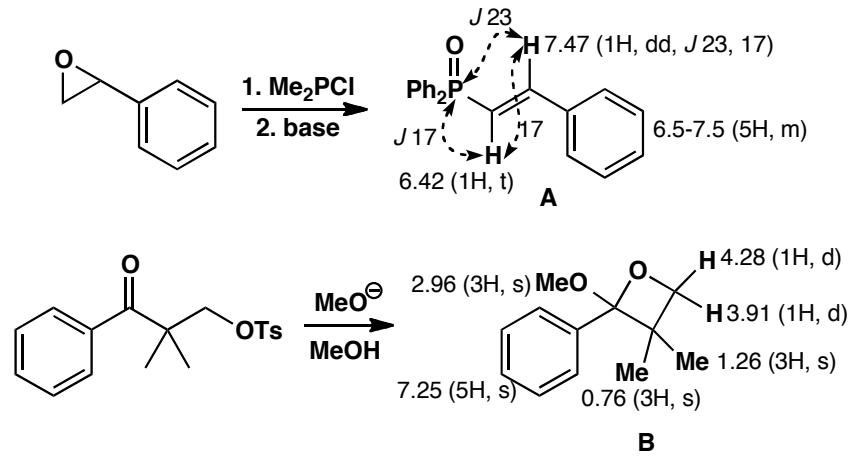 O
1. Me₂PCl
2. base
O
Ph₂P
J 23
H 7.47 (1H, dd, J 23, 17)
J 17
17
H
6.42 (1H, t)
6.5-7.5 (5H, m)
A
O
OTs
MeO⊖
MeOH
2.96 (3H, s) MeO
O
H 4.28 (1H, d)
H 3.91 (1H, d)
Me 1.26 (3H, s)
Me
0.76 (3H, s)
7.25 (5H, s)
B